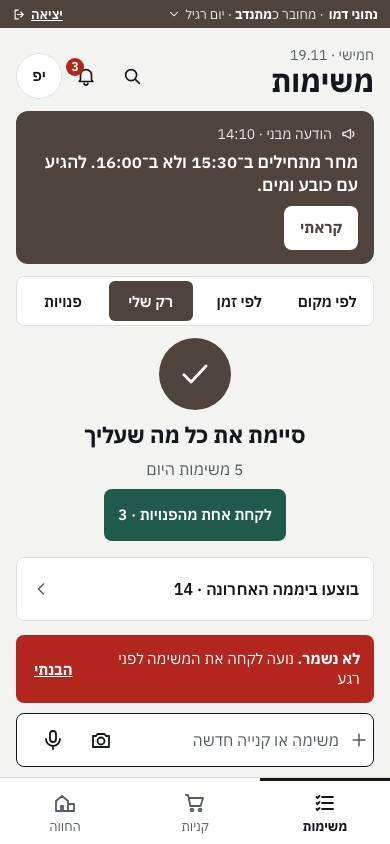 נתוני דמו · מחובר כמתנדב · יום רגיל
יציאה
חמישי · 19.11
משימות
3
יפ
הודעה מבני · 14:10
מחר מתחילים ב־15:30 ולא ב־16:00. להגיע
עם כובע ומים.
קראתי
לפי מקום
לפי זמן
רק שלי
פנויות
סיימת את כל מה שעליך
5 משימות היום
לקחת אחת מהפנויות · 3
בוצעו ביממה האחרונה · 14
לא נשמר. נועה לקחה את המשימה לפני
רגע
הבנתי
משימה או קנייה חדשה
משימות
קניות
החווה